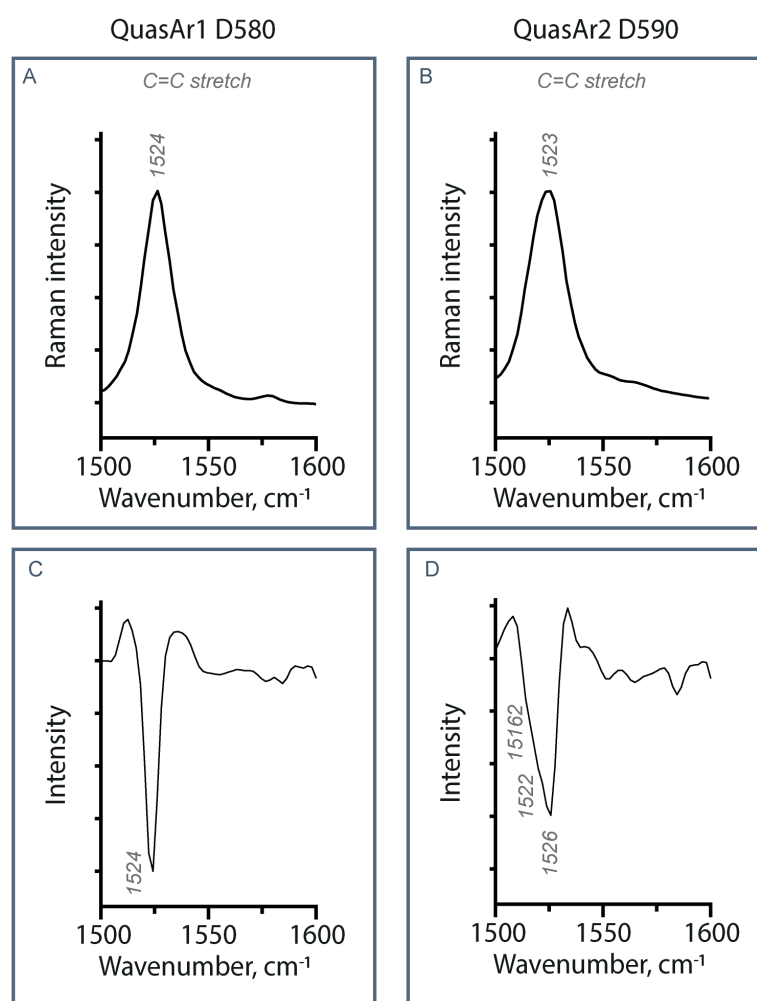 QuasAr1 D580
QuasAr2 D590
A
C=C stretch
1524
Raman intensity
1500 1550 1600
Wavenumber, cm-1
B
C=C stretch
1523
Raman intensity
1500 1550 1600
Wavenumber, cm-1
C
Intensity
1524
1500 1550 1600
Wavenumber, cm-1
D
Intensity
15162
1522
1526
1500 1550 1600
Wavenumber, cm-1